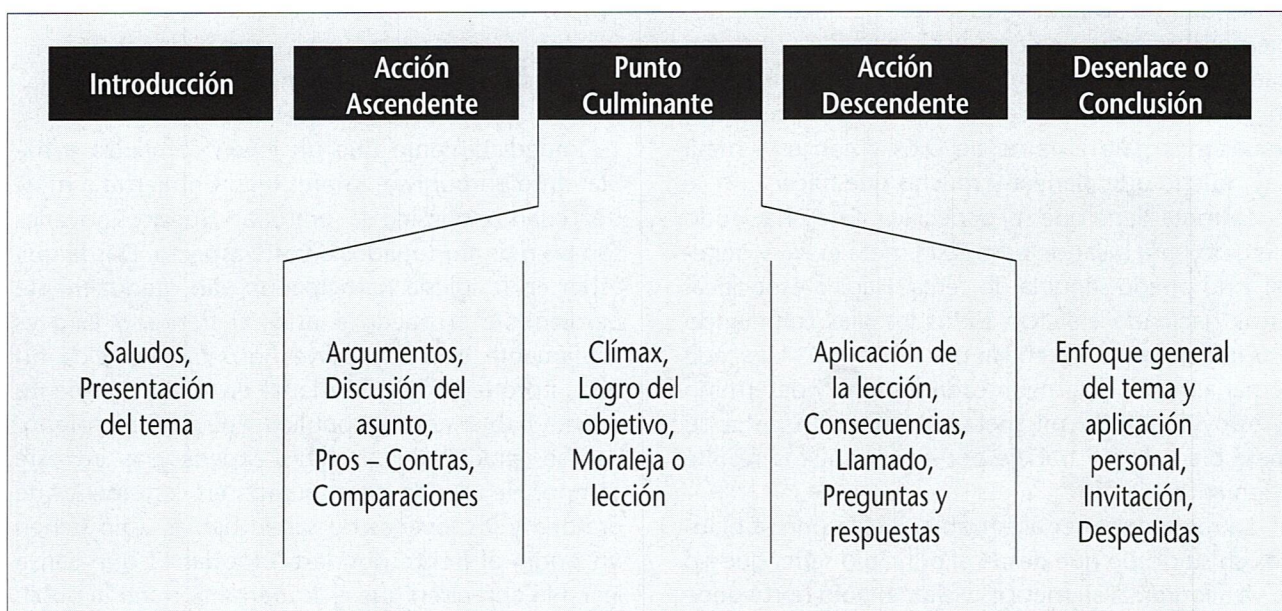 Introducción
Acción
Ascendente
Punto
Culminante
Acción
Descendente
Desenlace o
Conclusión
Saludos,
Presentación
del tema
Argumentos,
Discusión del
asunto,
Pros – Contras,
Comparaciones
Clímax,
Logro del
objetivo,
Moraleja o
lección
Aplicación de
la lección,
Consecuencias,
Llamado,
Preguntas y
respuestas
Enfoque general
del tema y
aplicación
personal,
Invitación,
Despedidas